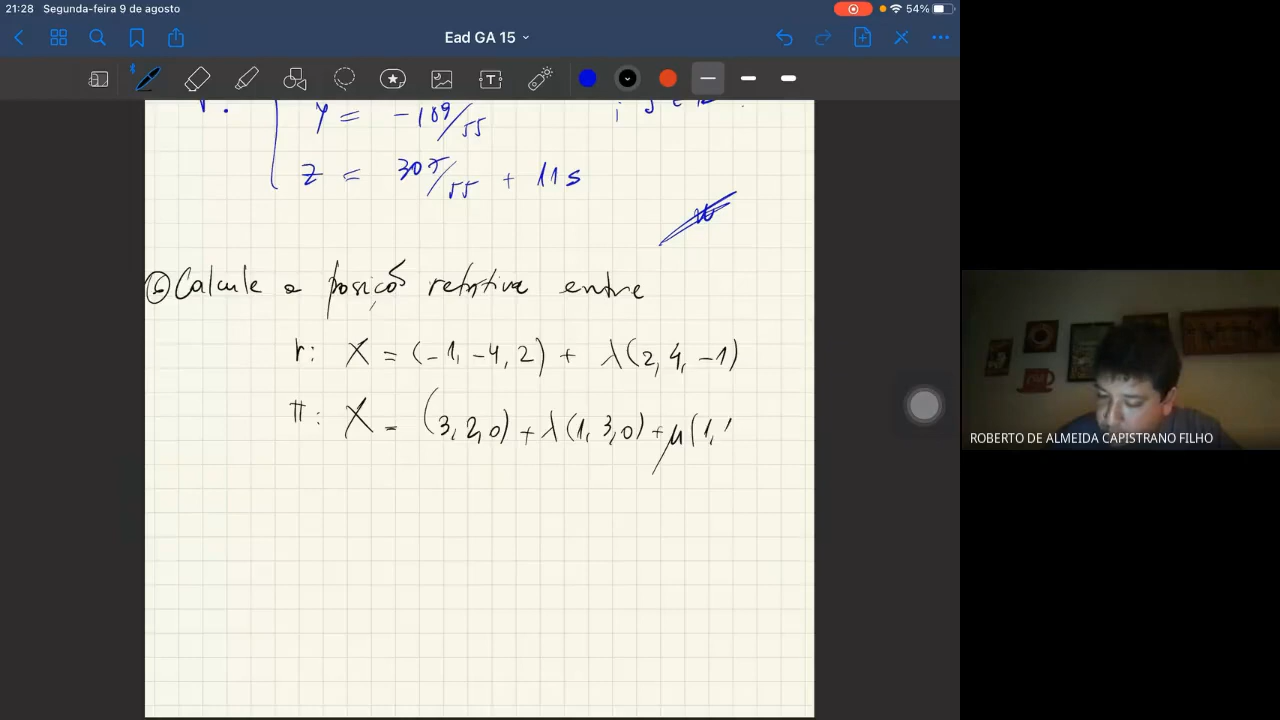 21:28 Segunda-feira 9 de agosto 54%
Ead GA 15
y = -189/55
z = 305/55 + 11s
⑥ Calcule a posição relativa entre
r: X = (-1, -4, 2) + λ(2, 4, -1)
π: X = (3, 2, 0) + λ(1, 3, 0) + μ(1,
ROBERTO DE ALMEIDA CAPISTRANO FILHO